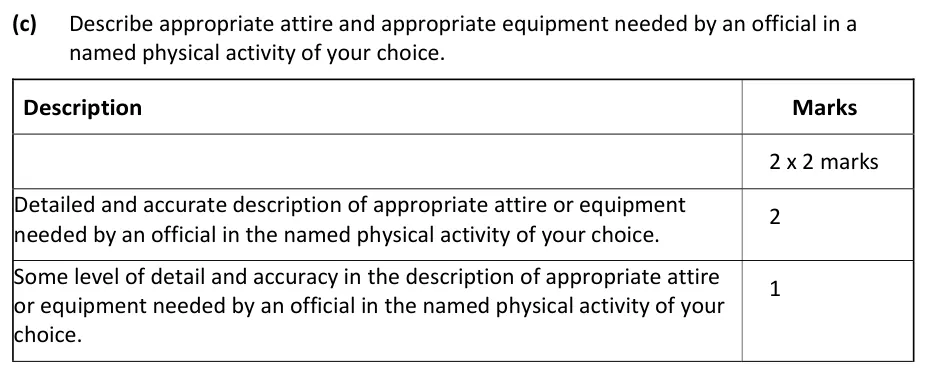 (c) Describe appropriate attire and appropriate equipment needed by an official in a
named physical activity of your choice.
Description Marks
2 x 2 marks
Detailed and accurate description of appropriate attire or equipment
needed by an official in the named physical activity of your choice.
2
Some level of detail and accuracy in the description of appropriate attire
or equipment needed by an official in the named physical activity of your
choice.
1